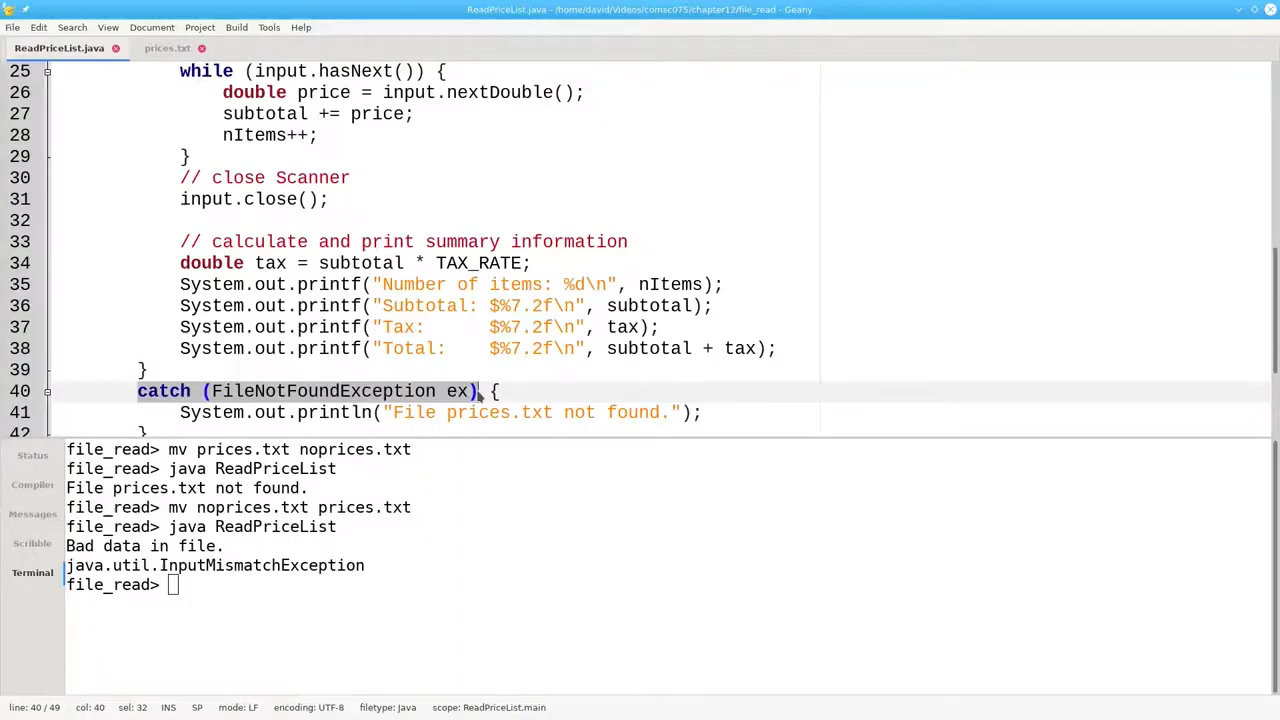 ReadPriceList.java - /home/david/Videos/comsc075/chapter12/file_read - Geany
File Edit Search View Document Project Build Tools Help
ReadPriceList.java prices.txt
25 while (input.hasNext()) {
26 double price = input.nextDouble();
27 subtotal += price;
28 nItems++;
29 }
30 // close Scanner
31 input.close();
32
33 // calculate and print summary information
34 double tax = subtotal * TAX_RATE;
35 System.out.printf("Number of items: %d\n", nItems);
36 System.out.printf("Subtotal: $%7.2f\n", subtotal);
37 System.out.printf("Tax:      $%7.2f\n", tax);
38 System.out.printf("Total:    $%7.2f\n", subtotal + tax);
39 }
40 catch (FileNotFoundException ex) {
41 System.out.println("File prices.txt not found.");
42 }
Status
Compiler
Messages
Scribble
Terminal
file_read> mv prices.txt noprices.txt
file_read> java ReadPriceList
File prices.txt not found.
file_read> mv noprices.txt prices.txt
file_read> java ReadPriceList
Bad data in file.
java.util.InputMismatchException
file_read>
line: 40 / 49 col: 40 sel: 32 INS SP mode: LF encoding: UTF-8 filetype: Java scope: ReadPriceList.main